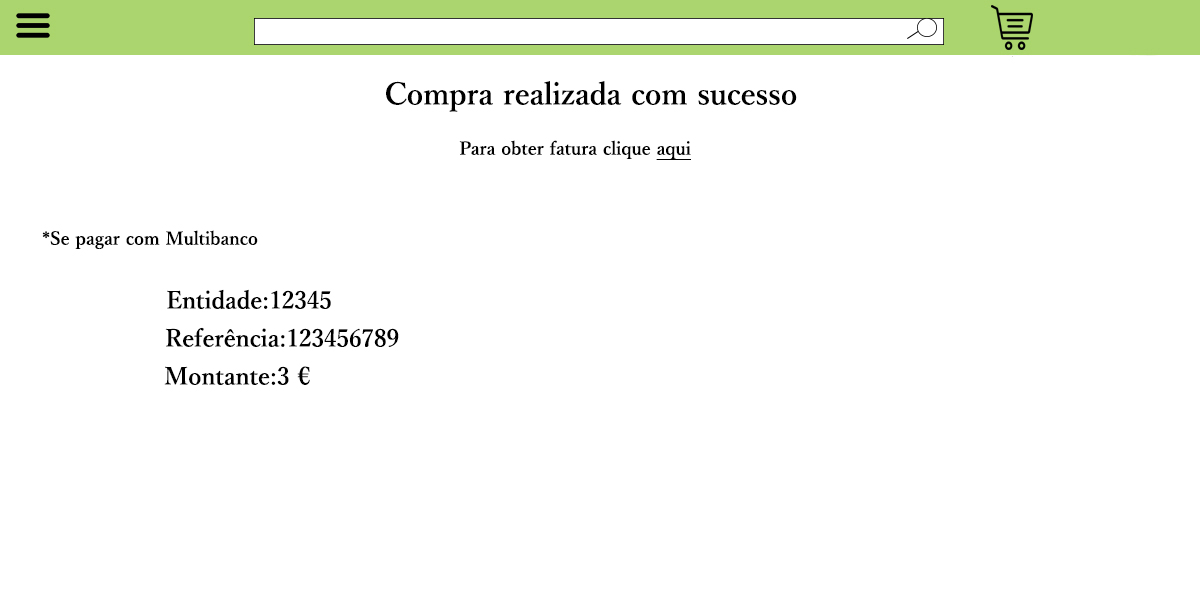 Compra realizada com sucesso
Para obter fatura clique aqui
*Se pagar com Multibanco
Entidade:12345
Referência:123456789
Montante:3 €